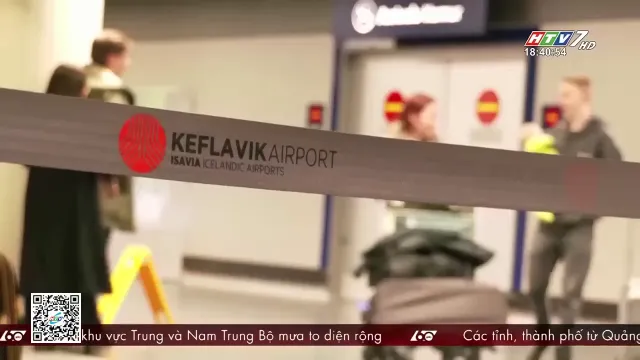 HTV7 HD
18:40:54
KEFLAVIKAIRPORT
ISAVIA ICELANDIC AIRPORTS
khu vực Trung và Nam Trung Bộ mưa to diện rộng
60
Các tỉnh, thành phố từ Quảng